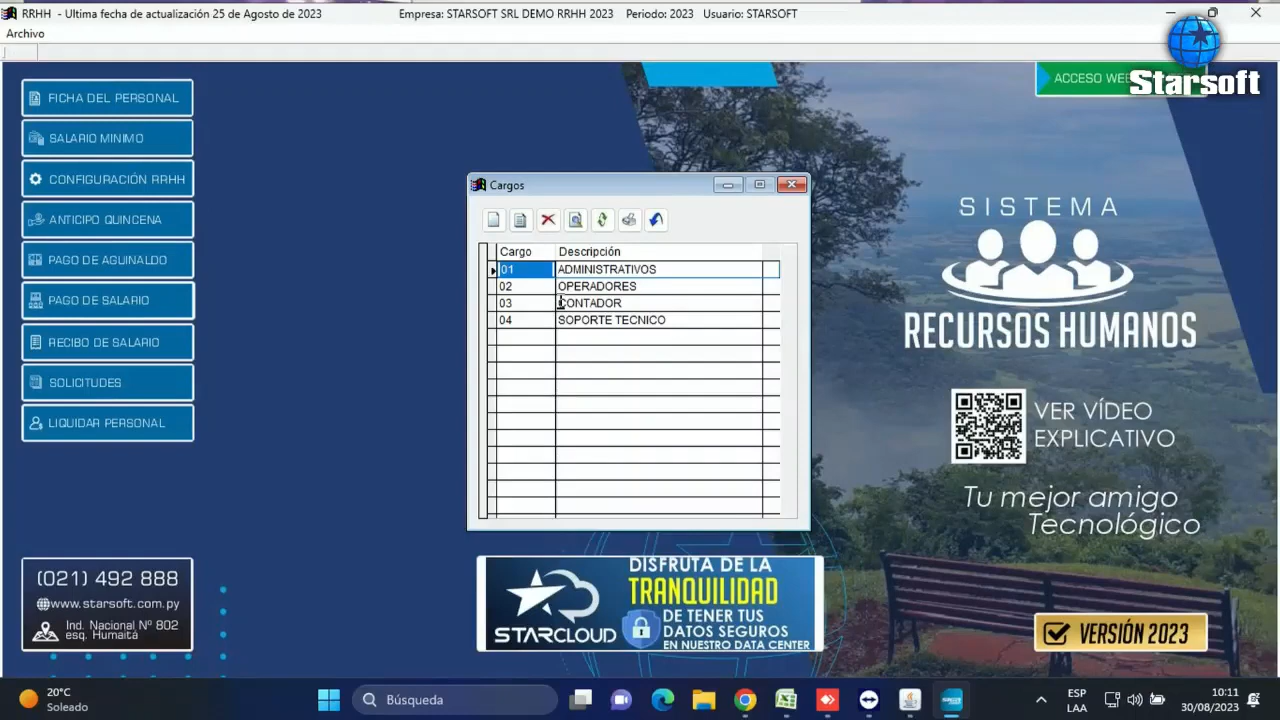 RRHH - Ultima fecha de actualización 25 de Agosto de 2023 Empresa: STARSOFT SRL DEMO RRHH 2023 Periodo: 2023 Usuario: STARSOFT
Archivo
ACCESO WEB
Starsoft
FICHA DEL PERSONAL
SALARIO MINIMO
CONFIGURACIÓN RRHH
ANTICIPO QUINCENA
PAGO DE AGUINALDO
PAGO DE SALARIO
RECIBO DE SALARIO
SOLICITUDES
LIQUIDAR PERSONAL
Cargos
Cargo Descripción
01 ADMINISTRATIVOS
02 OPERADORES
03 CONTADOR
04 SOPORTE TECNICO
SISTEMA
RECURSOS HUMANOS
VER VÍDEO
EXPLICATIVO
Tu mejor amigo
Tecnológico
(021) 492 888
www.starsoft.com.py
Ind. Nacional Nº 802
esq. Humaitá
STARCLOUD
DISFRUTA DE LA
TRANQUILIDAD
DE TENER TUS
DATOS SEGUROS
EN NUESTRO DATA CENTER
VERSIÓN 2023
20°C
Soleado
Búsqueda
ESP
LAA
10:11
30/08/2023